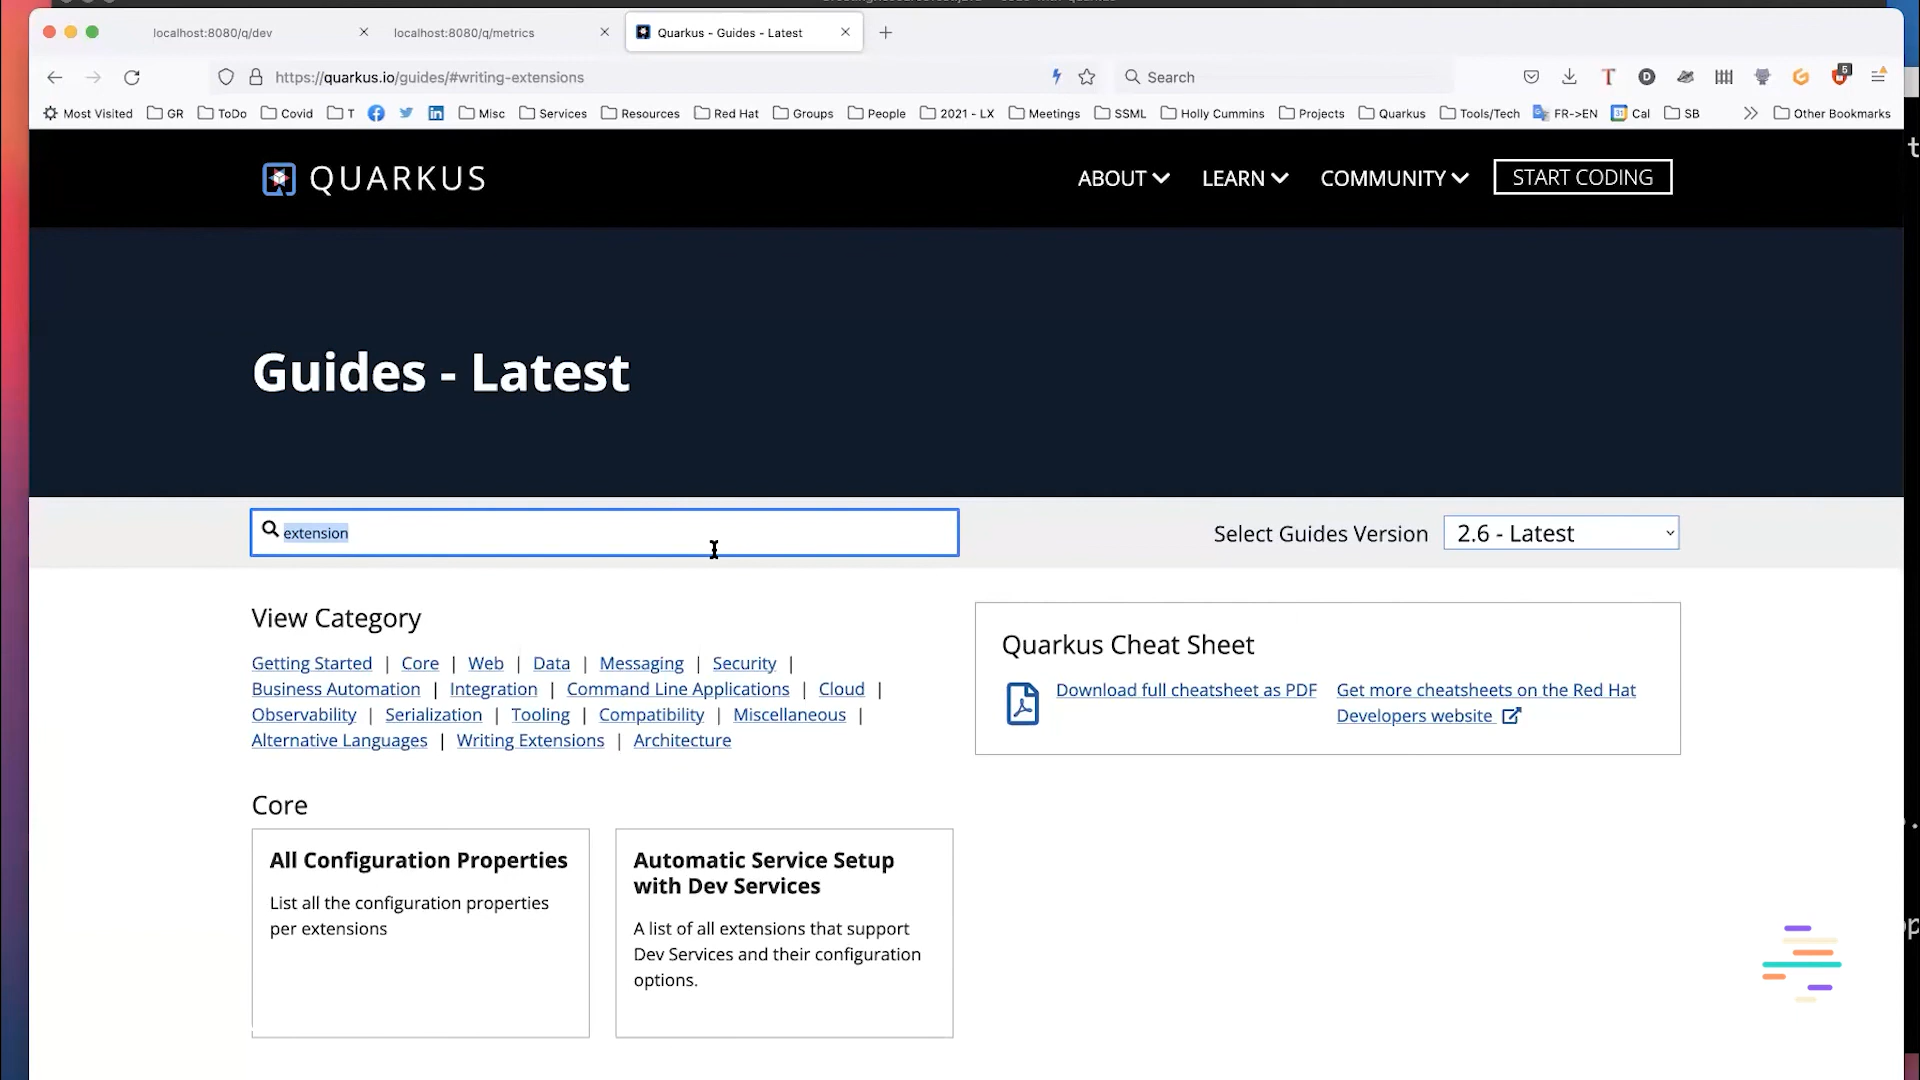 localhost:8080/q/dev localhost:8080/q/metrics Quarkus - Guides - Latest
https://quarkus.io/guides/#writing-extensions Search T D G 5
Most Visited GR ToDo Covid T Misc Services Resources Red Hat Groups People 2021 - LX Meetings SSML Holly Cummins Projects Quarkus Tools/Tech FR->EN 31 Cal SB Other Bookmarks
QUARKUS ABOUT LEARN COMMUNITY START CODING
Guides - Latest
extension Select Guides Version 2.6 - Latest
View Category
Getting Started | Core | Web | Data | Messaging | Security |
Business Automation | Integration | Command Line Applications | Cloud |
Observability | Serialization | Tooling | Compatibility | Miscellaneous |
Alternative Languages | Writing Extensions | Architecture
Quarkus Cheat Sheet
Download full cheatsheet as PDF
Get more cheatsheets on the Red Hat
Developers website
Core
All Configuration Properties
List all the configuration properties
per extensions
Automatic Service Setup
with Dev Services
A list of all extensions that support
Dev Services and their configuration
options.